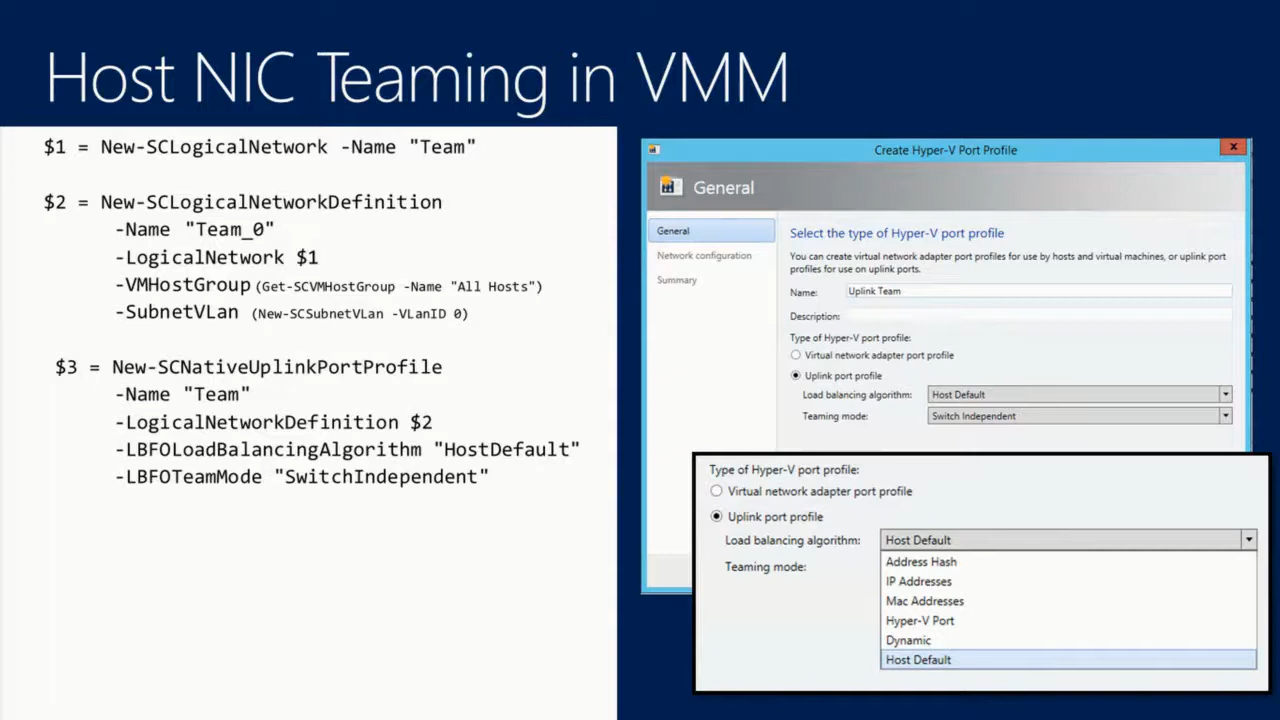 Host NIC Teaming in VMM
$1 = New-SCLogicalNetwork -Name "Team"
$2 = New-SCLogicalNetworkDefinition
-Name "Team_0"
-LogicalNetwork $1
-VMHostGroup (Get-SCVMHostGroup -Name "All Hosts")
-SubnetVLan (New-SCSubnetVLan -VLanID 0)
$3 = New-SCNativeUplinkPortProfile
-Name "Team"
-LogicalNetworkDefinition $2
-LBFOLoadBalancingAlgorithm "HostDefault"
-LBFOTeamMode "SwitchIndependent"
Create Hyper-V Port Profile
x
General
General
Network configuration
Summary
Select the type of Hyper-V port profile
You can create virtual network adapter port profiles for use by hosts and virtual machines, or uplink port
profiles for use on uplink ports.
Name: Uplink Team
Description:
Type of Hyper-V port profile:
Virtual network adapter port profile
Uplink port profile
Load balancing algorithm: Host Default
Teaming mode: Switch Independent
Type of Hyper-V port profile:
Virtual network adapter port profile
Uplink port profile
Load balancing algorithm: Host Default
Teaming mode:
Address Hash
IP Addresses
Mac Addresses
Hyper-V Port
Dynamic
Host Default